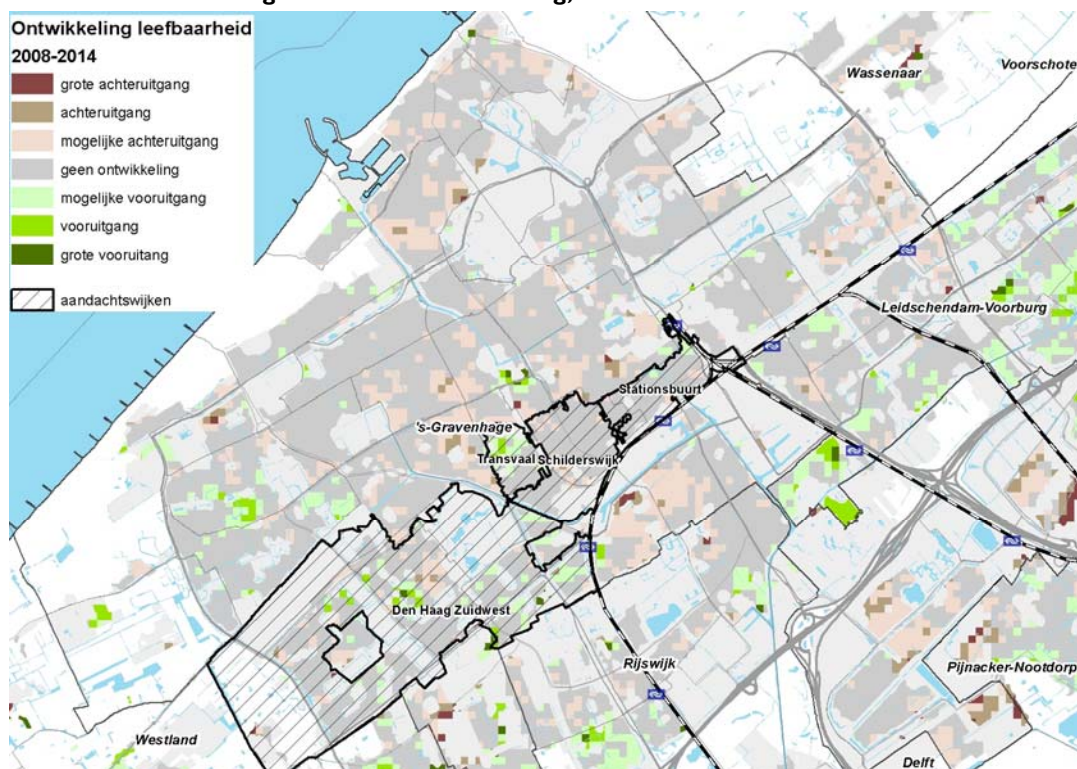 Ontwikkeling leefbaarheid
2008-2014
grote achteruitgang
achteruitgang
mogelijke achteruitgang
geen ontwikkeling
mogelijke vooruitgang
vooruitgang
grote vooruitang
aandachtswijken
Wassenaar
Voorschote
Leidschendam-Voorburg
Stationsbuurt
's-Gravenhage
Transvaal
Schilderswijk
Den Haag Zuidwest
Rijswijk
Pijnacker-Nootdorp
Westland
Delft